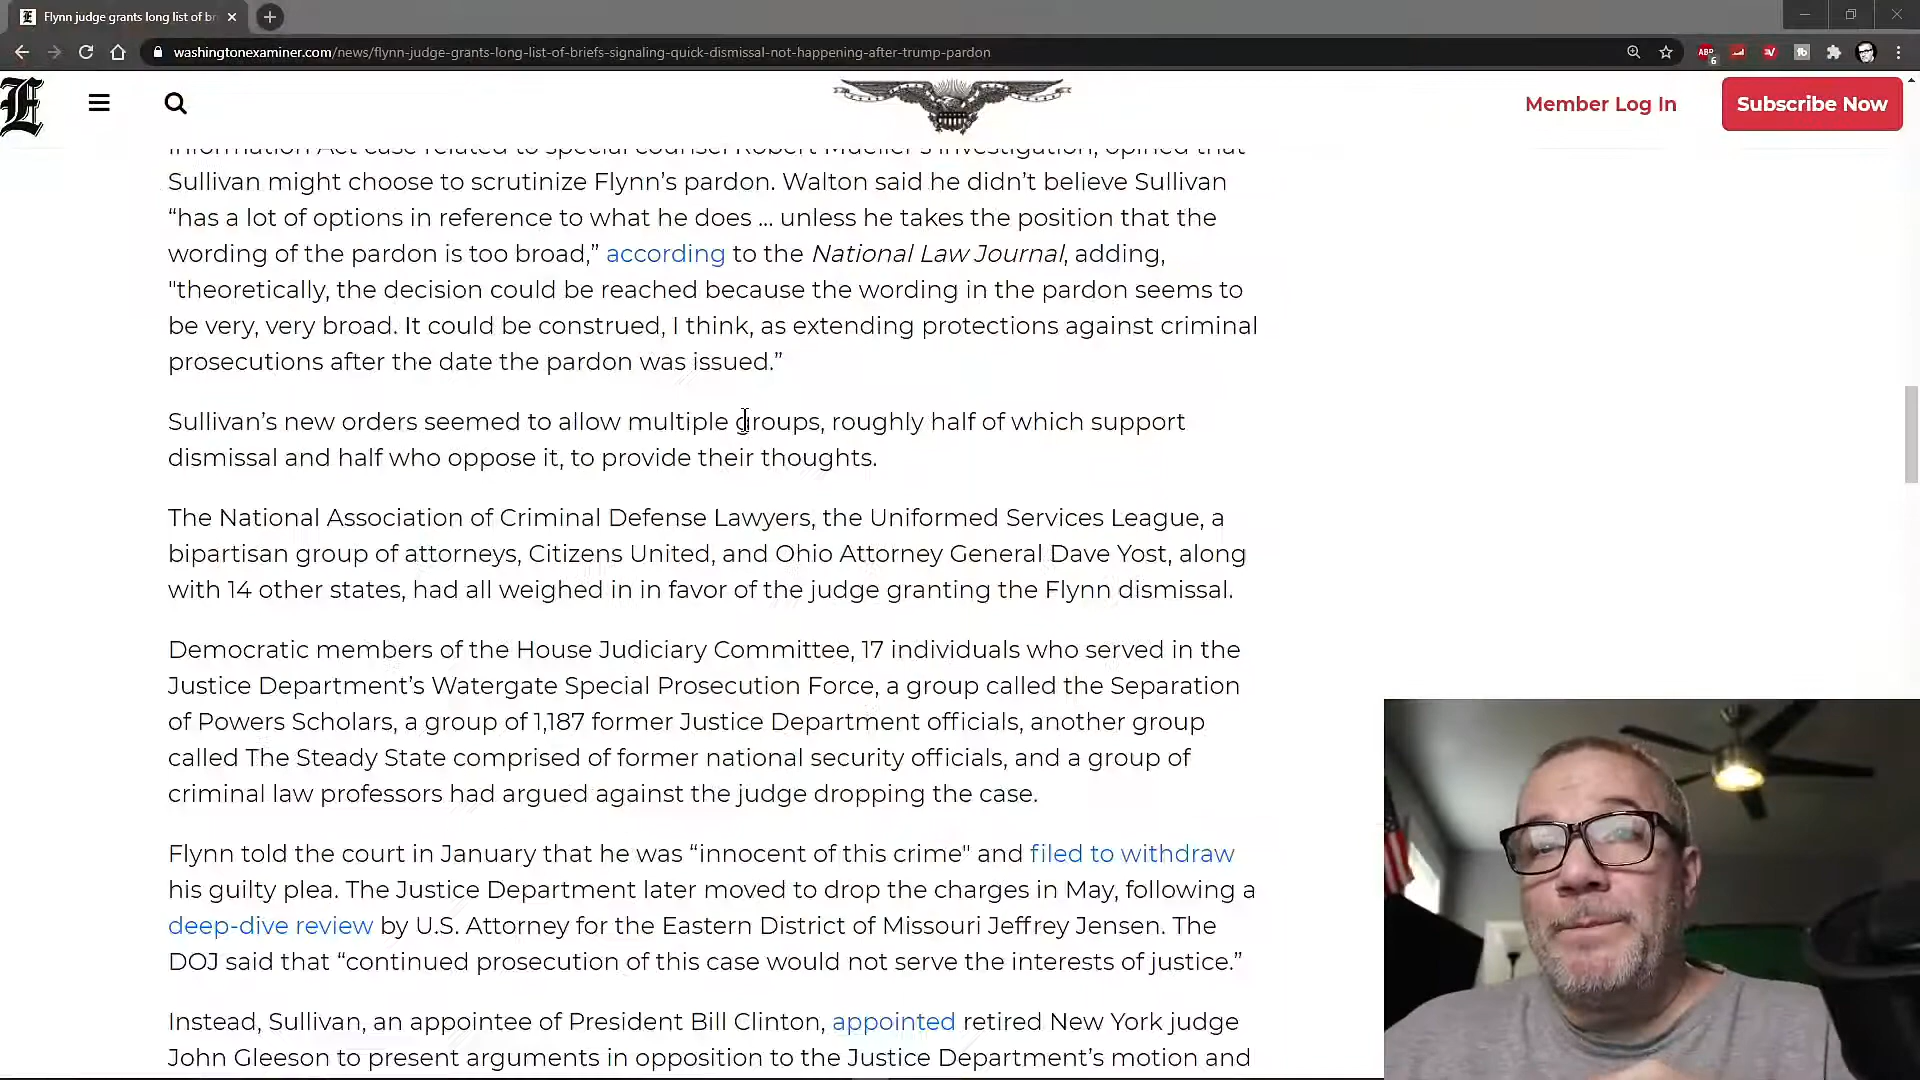 Flynn judge grants long list of br
washingtonexaminer.com/news/flynn-judge-grants-long-list-of-briefs-signaling-quick-dismissal-not-happening-after-trump-pardon
Member Log In
Subscribe Now
Information Act case related to special counsel Robert Mueller's investigation, opined that
Sullivan might choose to scrutinize Flynn’s pardon. Walton said he didn’t believe Sullivan
“has a lot of options in reference to what he does ... unless he takes the position that the
wording of the pardon is too broad,” according to the National Law Journal, adding,
"theoretically, the decision could be reached because the wording in the pardon seems to
be very, very broad. It could be construed, I think, as extending protections against criminal
prosecutions after the date the pardon was issued.”
Sullivan’s new orders seemed to allow multiple groups, roughly half of which support
dismissal and half who oppose it, to provide their thoughts.
The National Association of Criminal Defense Lawyers, the Uniformed Services League, a
bipartisan group of attorneys, Citizens United, and Ohio Attorney General Dave Yost, along
with 14 other states, had all weighed in in favor of the judge granting the Flynn dismissal.
Democratic members of the House Judiciary Committee, 17 individuals who served in the
Justice Department’s Watergate Special Prosecution Force, a group called the Separation
of Powers Scholars, a group of 1,187 former Justice Department officials, another group
called The Steady State comprised of former national security officials, and a group of
criminal law professors had argued against the judge dropping the case.
Flynn told the court in January that he was “innocent of this crime" and filed to withdraw
his guilty plea. The Justice Department later moved to drop the charges in May, following a
deep-dive review by U.S. Attorney for the Eastern District of Missouri Jeffrey Jensen. The
DOJ said that “continued prosecution of this case would not serve the interests of justice.”
Instead, Sullivan, an appointee of President Bill Clinton, appointed retired New York judge
John Gleeson to present arguments in opposition to the Justice Department’s motion and